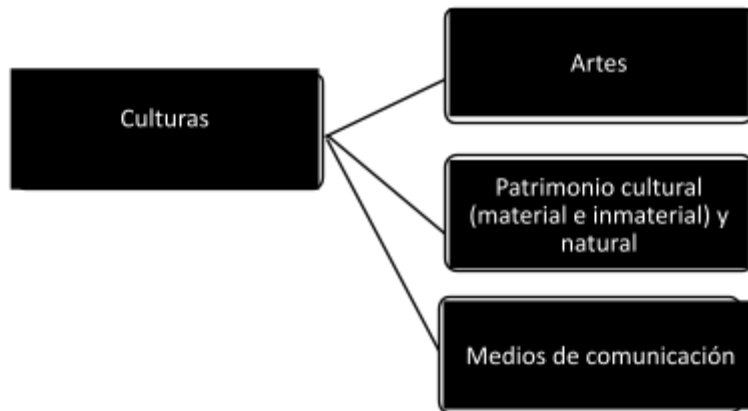 Culturas
Artes
Patrimonio cultural
(material e inmaterial) y
natural
Medios de comunicación